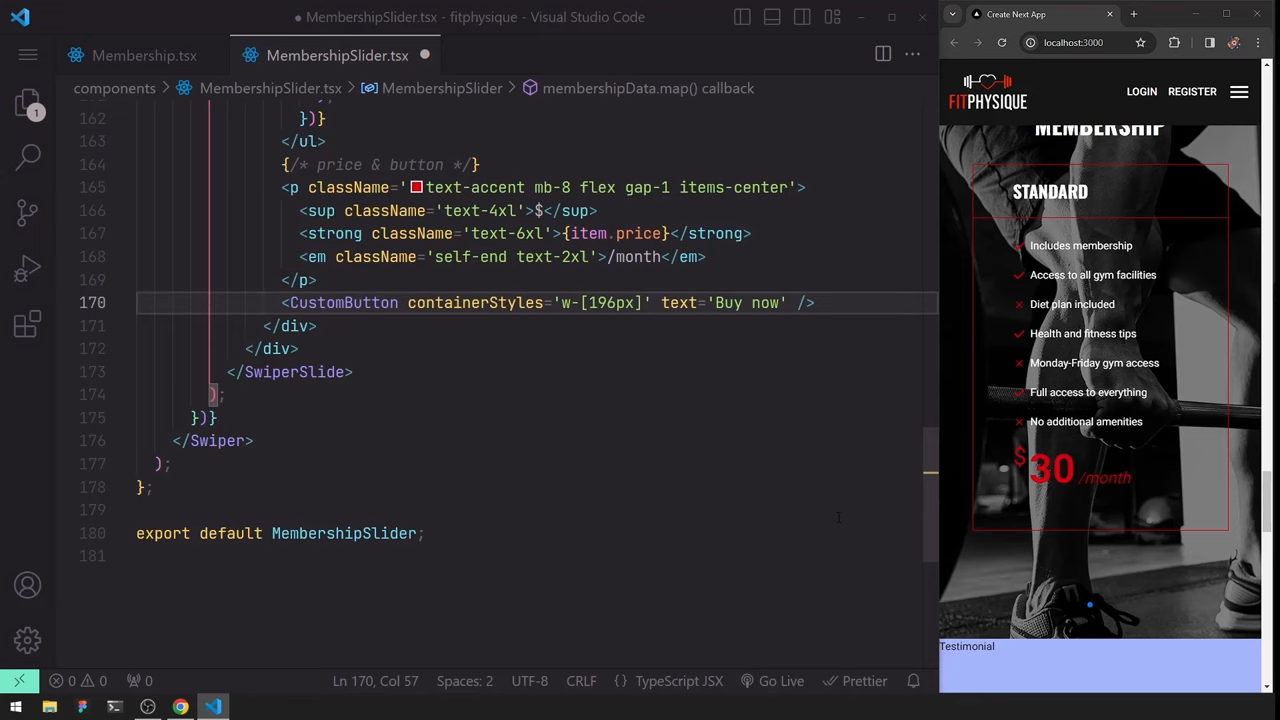 MembershipSlider.tsx - fitphysique - Visual Studio Code
Membership.tsx
MembershipSlider.tsx
components
MembershipSlider.tsx
MembershipSlider
membershipData.map() callback
1
162 })}
163 </ul>
164 {/* price & button */}
165 <p className='text-accent mb-8 flex gap-1 items-center'>
166 <sup className='text-4xl'>$</sup>
167 <strong className='text-6xl'>{item.price}</strong>
168 <em className='self-end text-2xl'>/month</em>
169 </p>
170 <CustomButton containerStyles='w-[196px]' text='Buy now' />
171 </div>
172 </div>
173 </SwiperSlide>
174 );
175 })}
176 </Swiper>
177 );
178 };
179
180 export default MembershipSlider;
181
0 0 0
Ln 170, Col 57
Spaces: 2
UTF-8
CRLF
{} TypeScript JSX
Go Live
Prettier
Create Next App
localhost:3000
FITPHYSIQUE
LOGIN
REGISTER
MEMBERSHIP
STANDARD
Includes membership
Access to all gym facilities
Diet plan included
Health and fitness tips
Monday-Friday gym access
Full access to everything
No additional amenities
$30/month
Testimonial